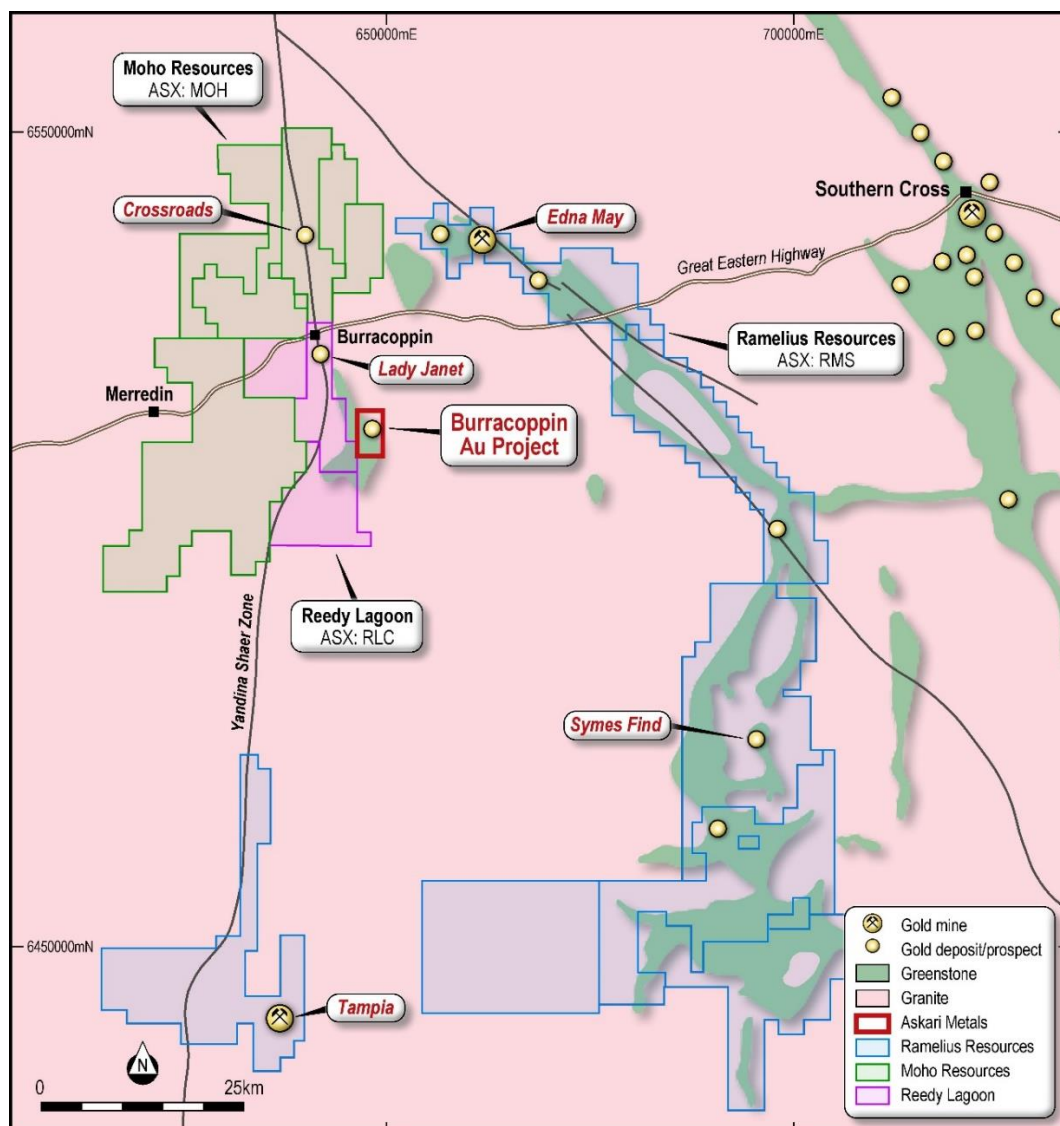 650000mE
700000mE
Moho Resources
ASX: MOH
6550000mN
Southern Cross
Crossroads
Edna May
Great Eastern Highway
Burracoppin
Ramelius Resources
ASX: RMS
Lady Janet
Merredin
Burracoppin
Au Project
Reedy Lagoon
ASX: RLC
Yandina Shaer Zone
Symes Find
6450000mN
Tampia
N
0
25km
Gold mine
Gold deposit/prospect
Greenstone
Granite
Askari Metals
Ramelius Resources
Moho Resources
Reedy Lagoon